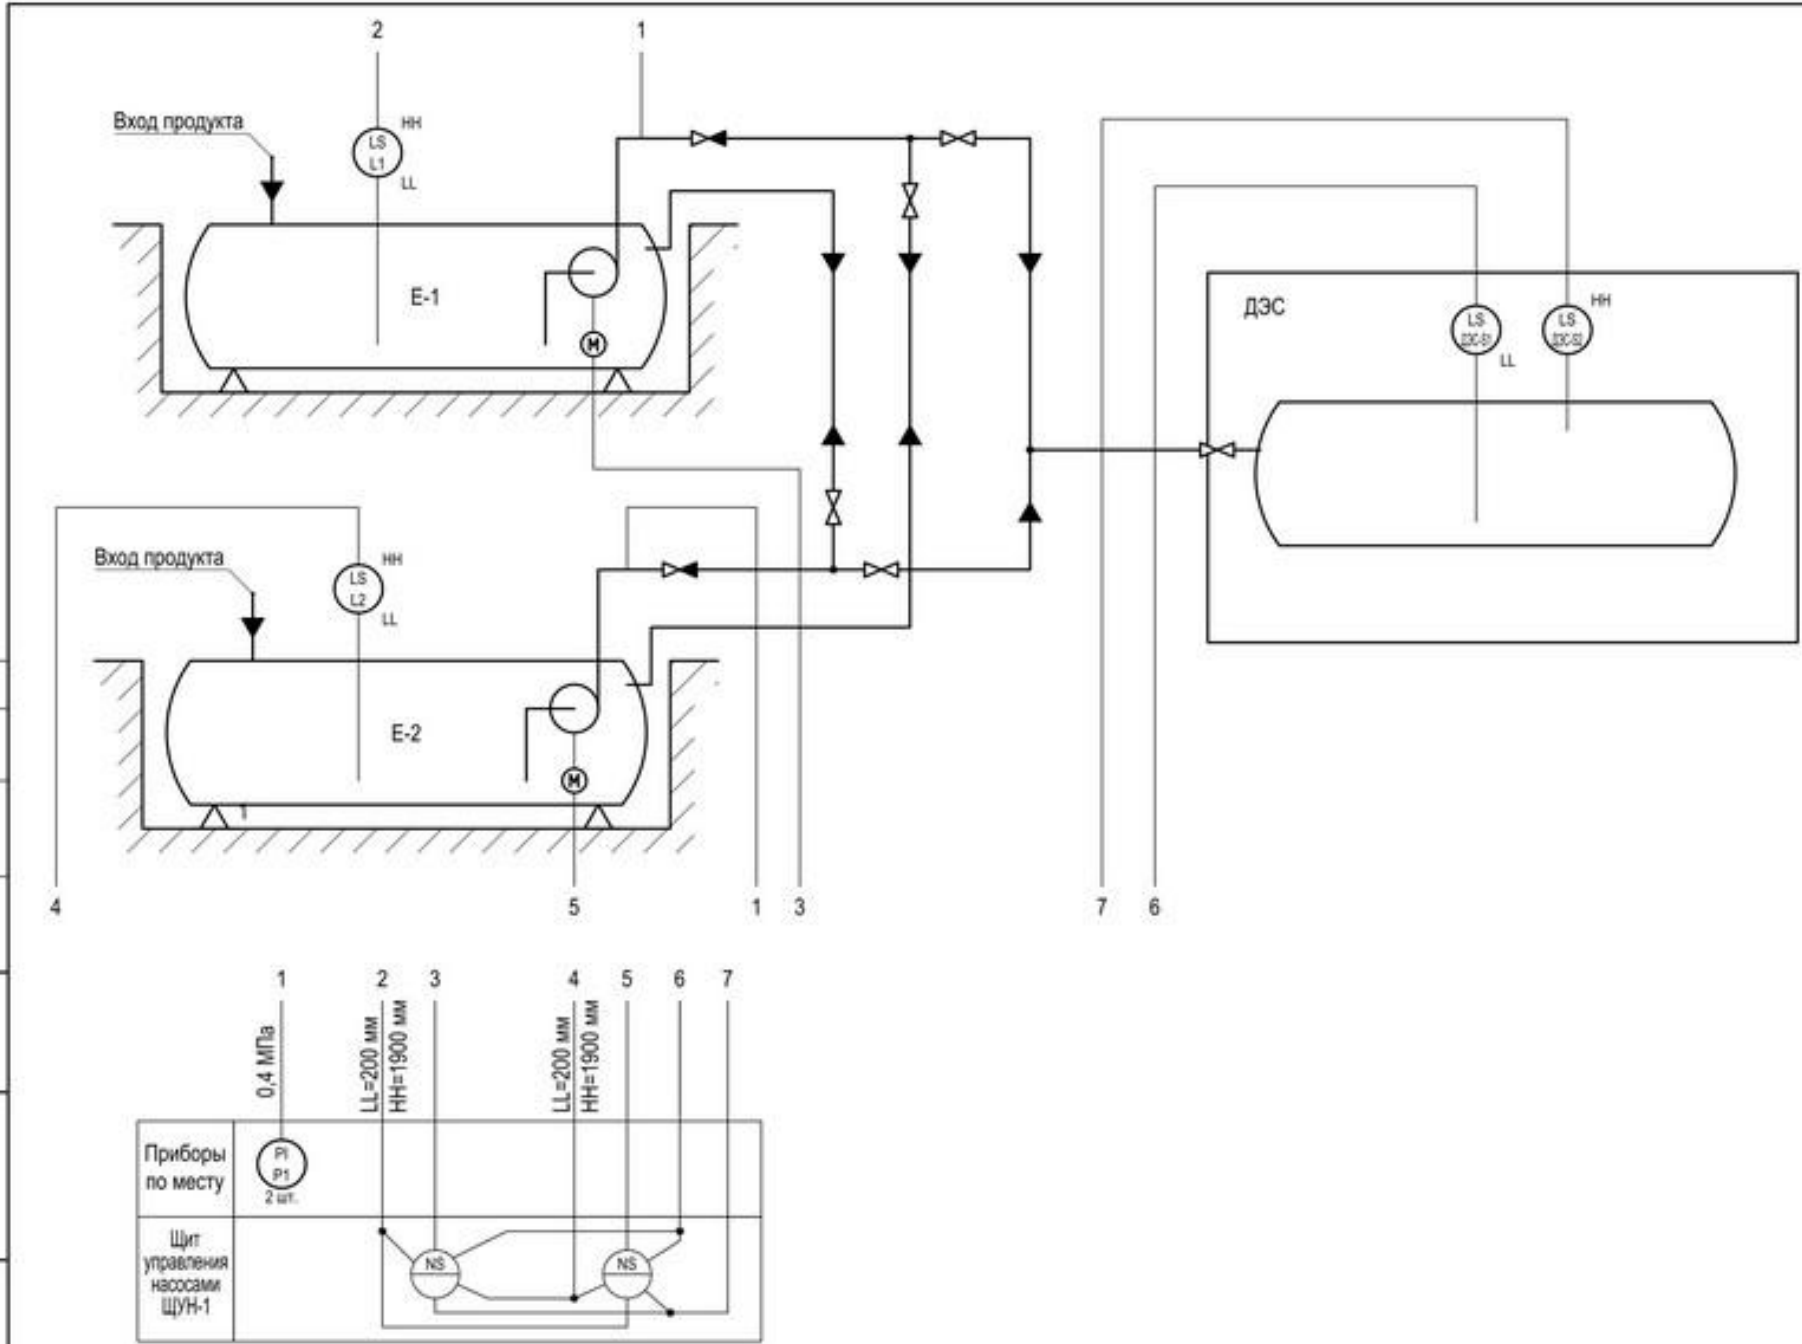 2
1
Вход продукта
LS
L1
HH
LL
E-1
M
ДЭС
LS
ДЭС-Б1
LL
LS
ДЭС-Б2
HH
Вход продукта
LS
L2
HH
LL
E-2
M
1
4
5
1
3
7
6
1
2
3
4
5
6
7
0,4 МПа
LL=200 мм
HH=1900 мм
LL=200 мм
HH=1900 мм
Приборы
по месту
PI
P1
2 шт.
Щит
управления
насосами
ЩУН-1
NS
NS